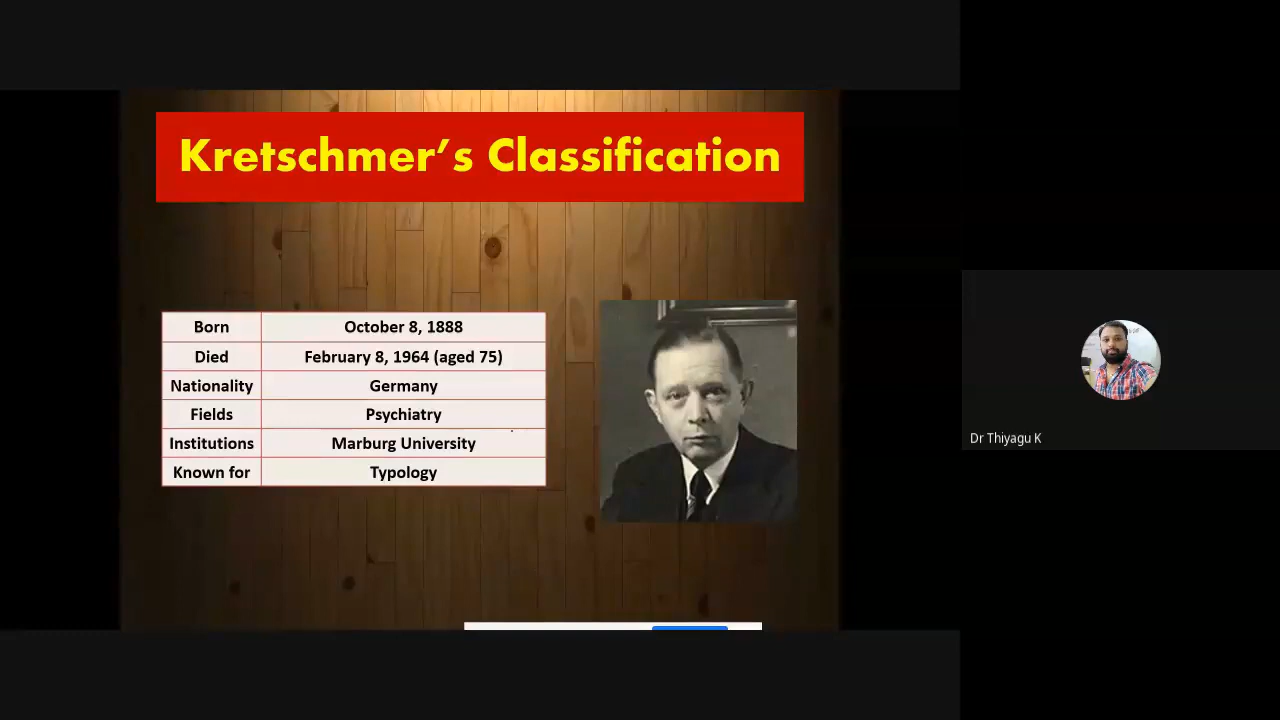 Kretschmer's Classification
Born October 8, 1888
Died February 8, 1964 (aged 75)
Nationality Germany
Fields Psychiatry
Institutions Marburg University
Known for Typology
Dr Thiyagu K